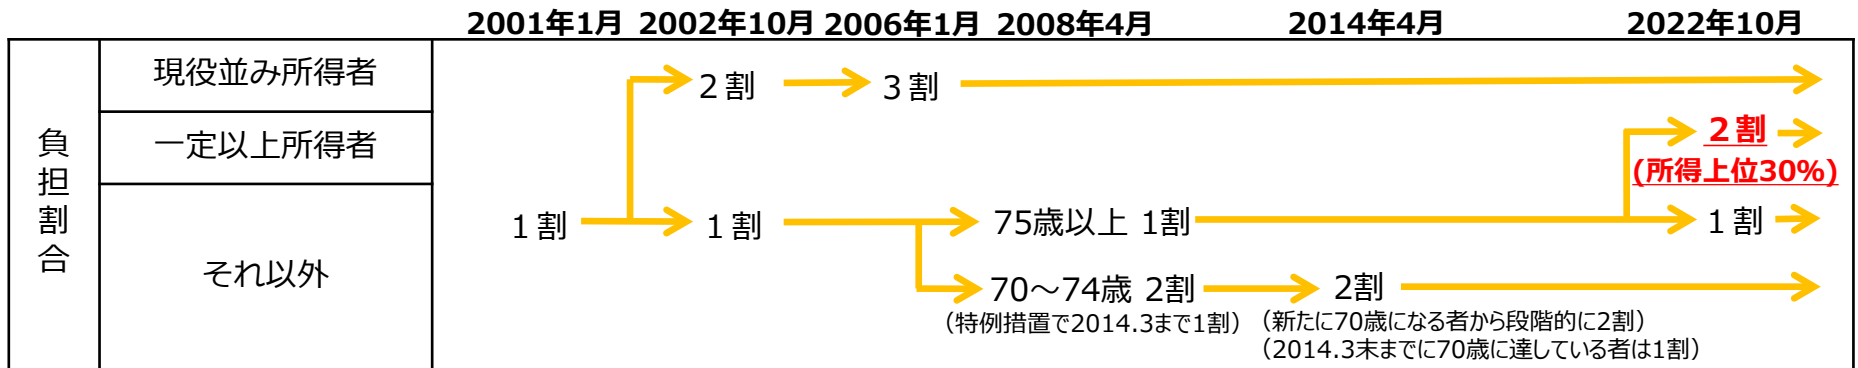 2001年1月 2002年10月 2006年1月 2008年4月 2014年4月 2022年10月
負担割合
現役並み所得者
２割 ３割
一定以上所得者
２割
(所得上位30%)
それ以外
１割 １割 75歳以上 1割 １割
70～74歳 2割 2割
（特例措置で2014.3まで1割）（新たに70歳になる者から段階的に2割）
（2014.3末までに70歳に達している者は1割）